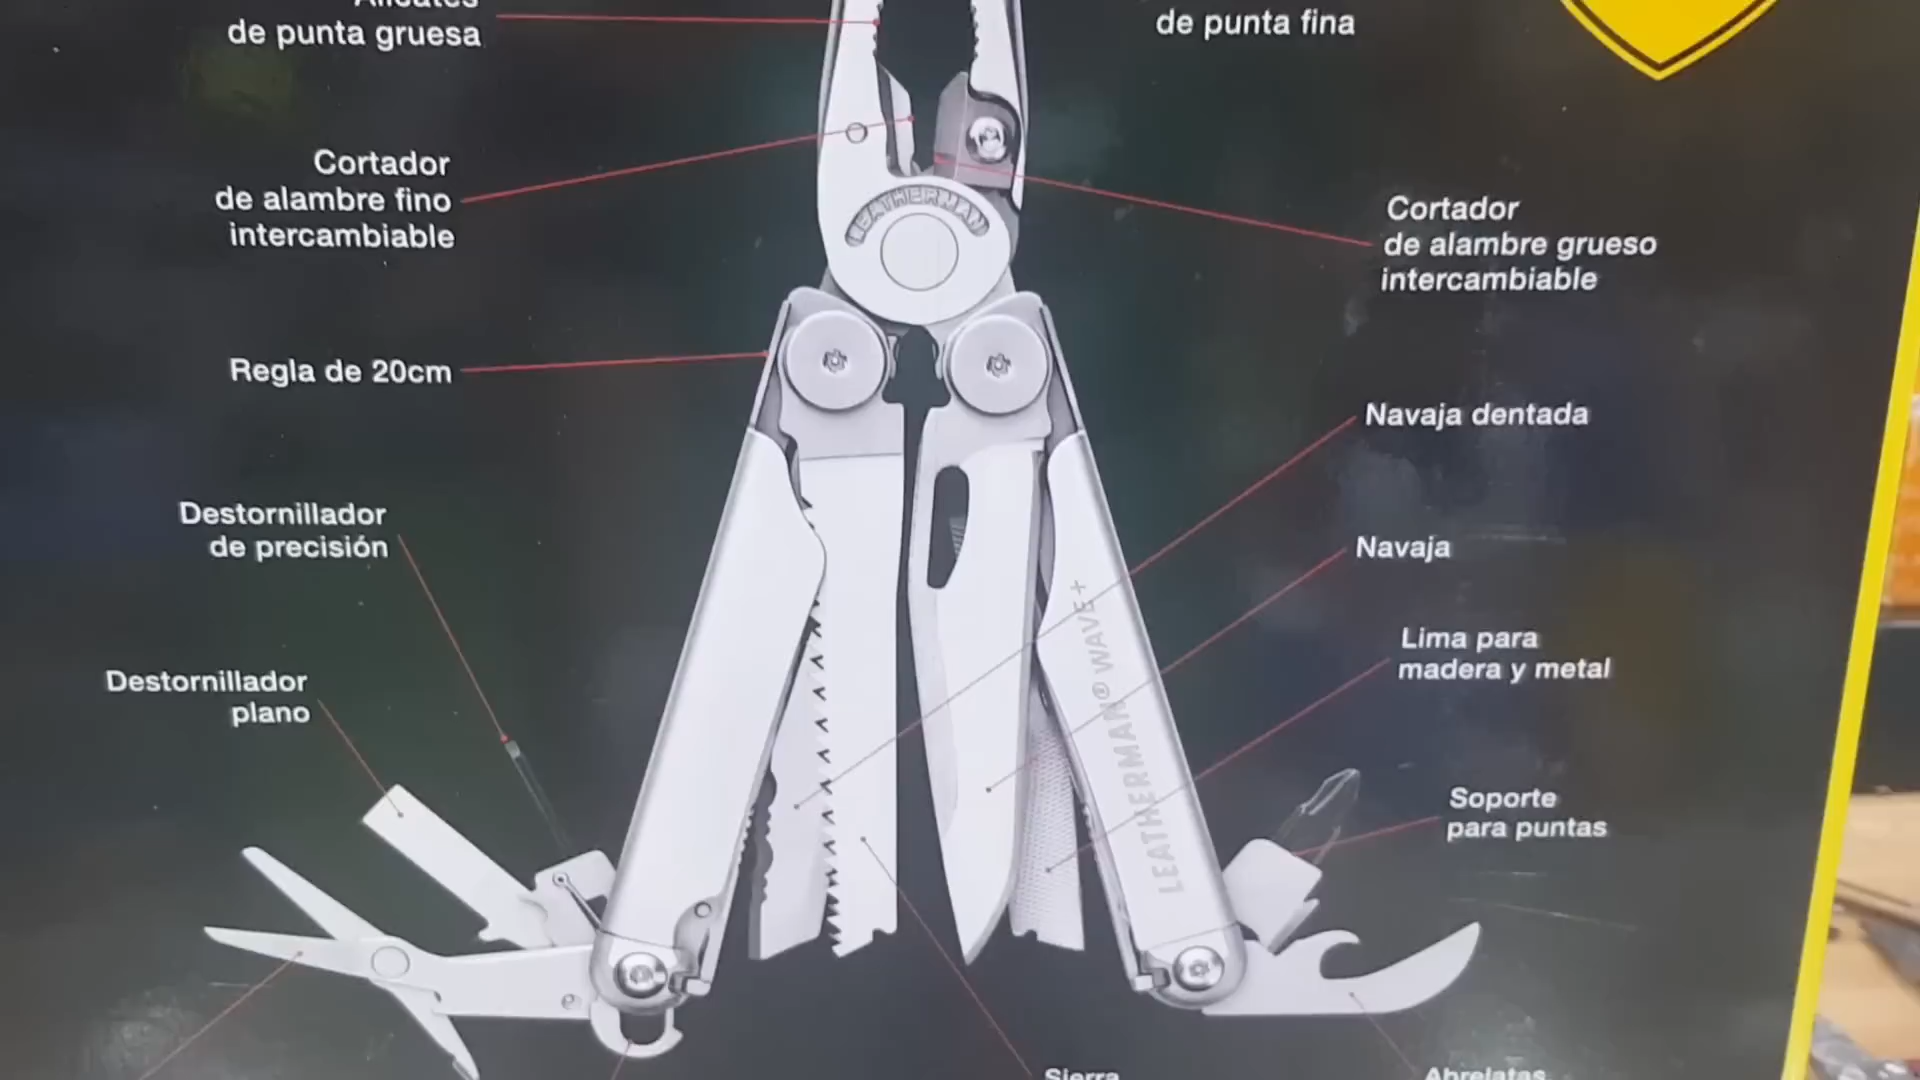 Alicates
de punta gruesa
de punta fina
Cortador
de alambre fino
intercambiable
LEATHERMAN
Cortador
de alambre grueso
intercambiable
Regla de 20cm
Navaja dentada
Destornillador
de precisión
Navaja
LEATHERMAN® WAVE+
Lima para
madera y metal
Destornillador
plano
Soporte
para puntas
Sierra
Abrelatas